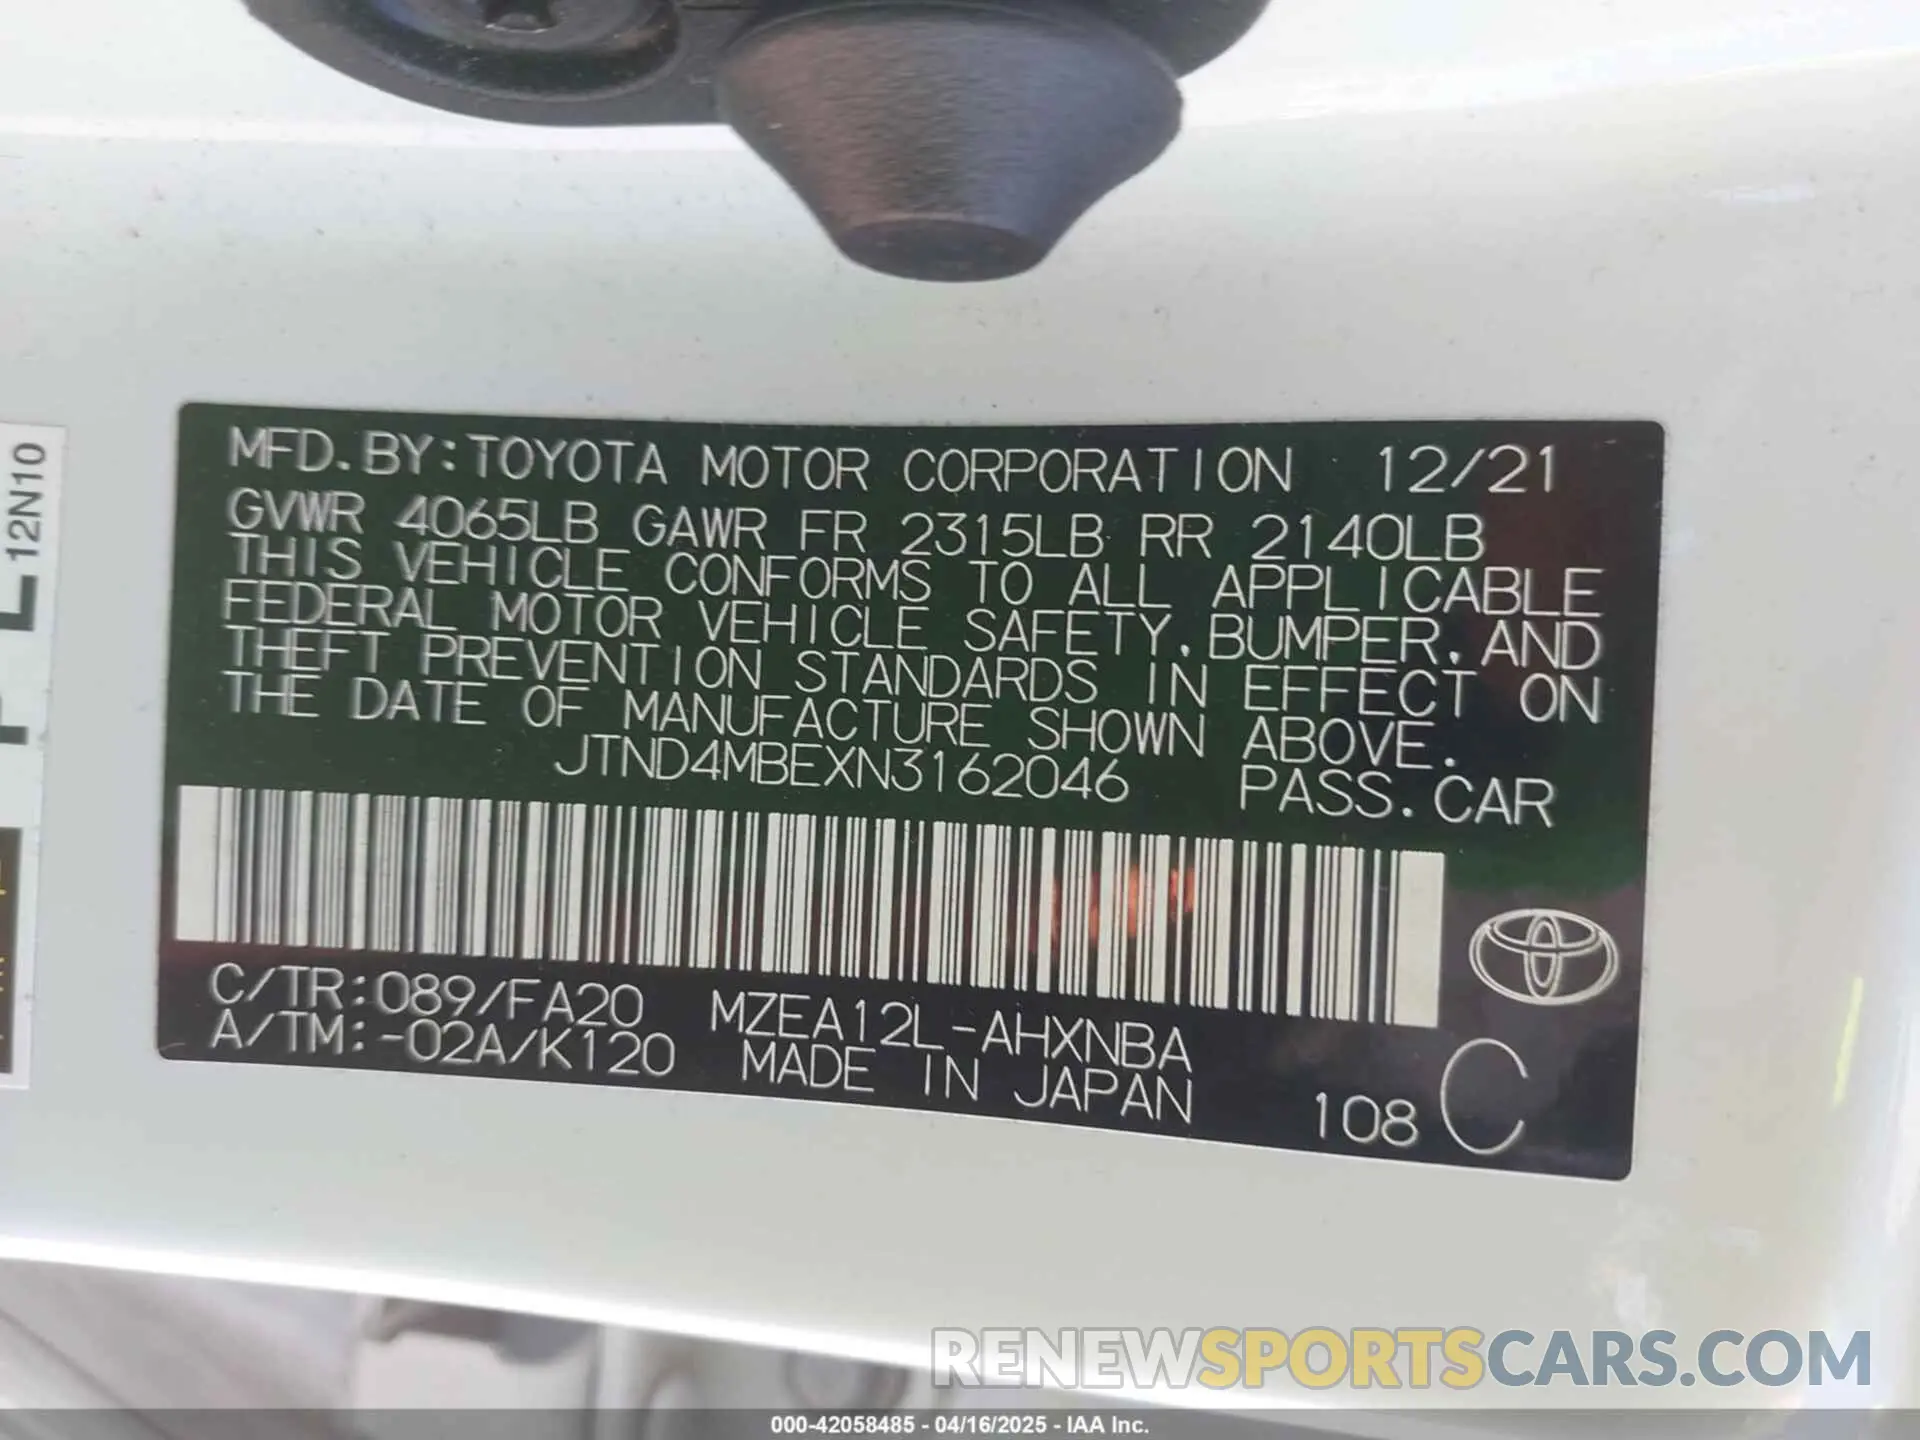 MFD.BY:TOYOTA MOTOR CORPORATION 12/21
GVWR 4065LB GAWR FR 2315LB RR 2140LB
THIS VEHICLE CONFORMS TO ALL APPLICABLE
FEDERAL MOTOR VEHICLE SAFETY, BUMPER, AND
THEFT PREVENTION STANDARDS IN EFFECT ON
THE DATE OF MANUFACTURE SHOWN ABOVE.
JTND4MBEXN3162046 PASS.CAR
C/TR:089/FA20 MZEA12L-AHXNBA
A/TM:-02A/K120 MADE IN JAPAN
108 C
12N10
P L
RENEWSPORTSCARS.COM
000-42058485 - 04/16/2025 - IAA Inc.